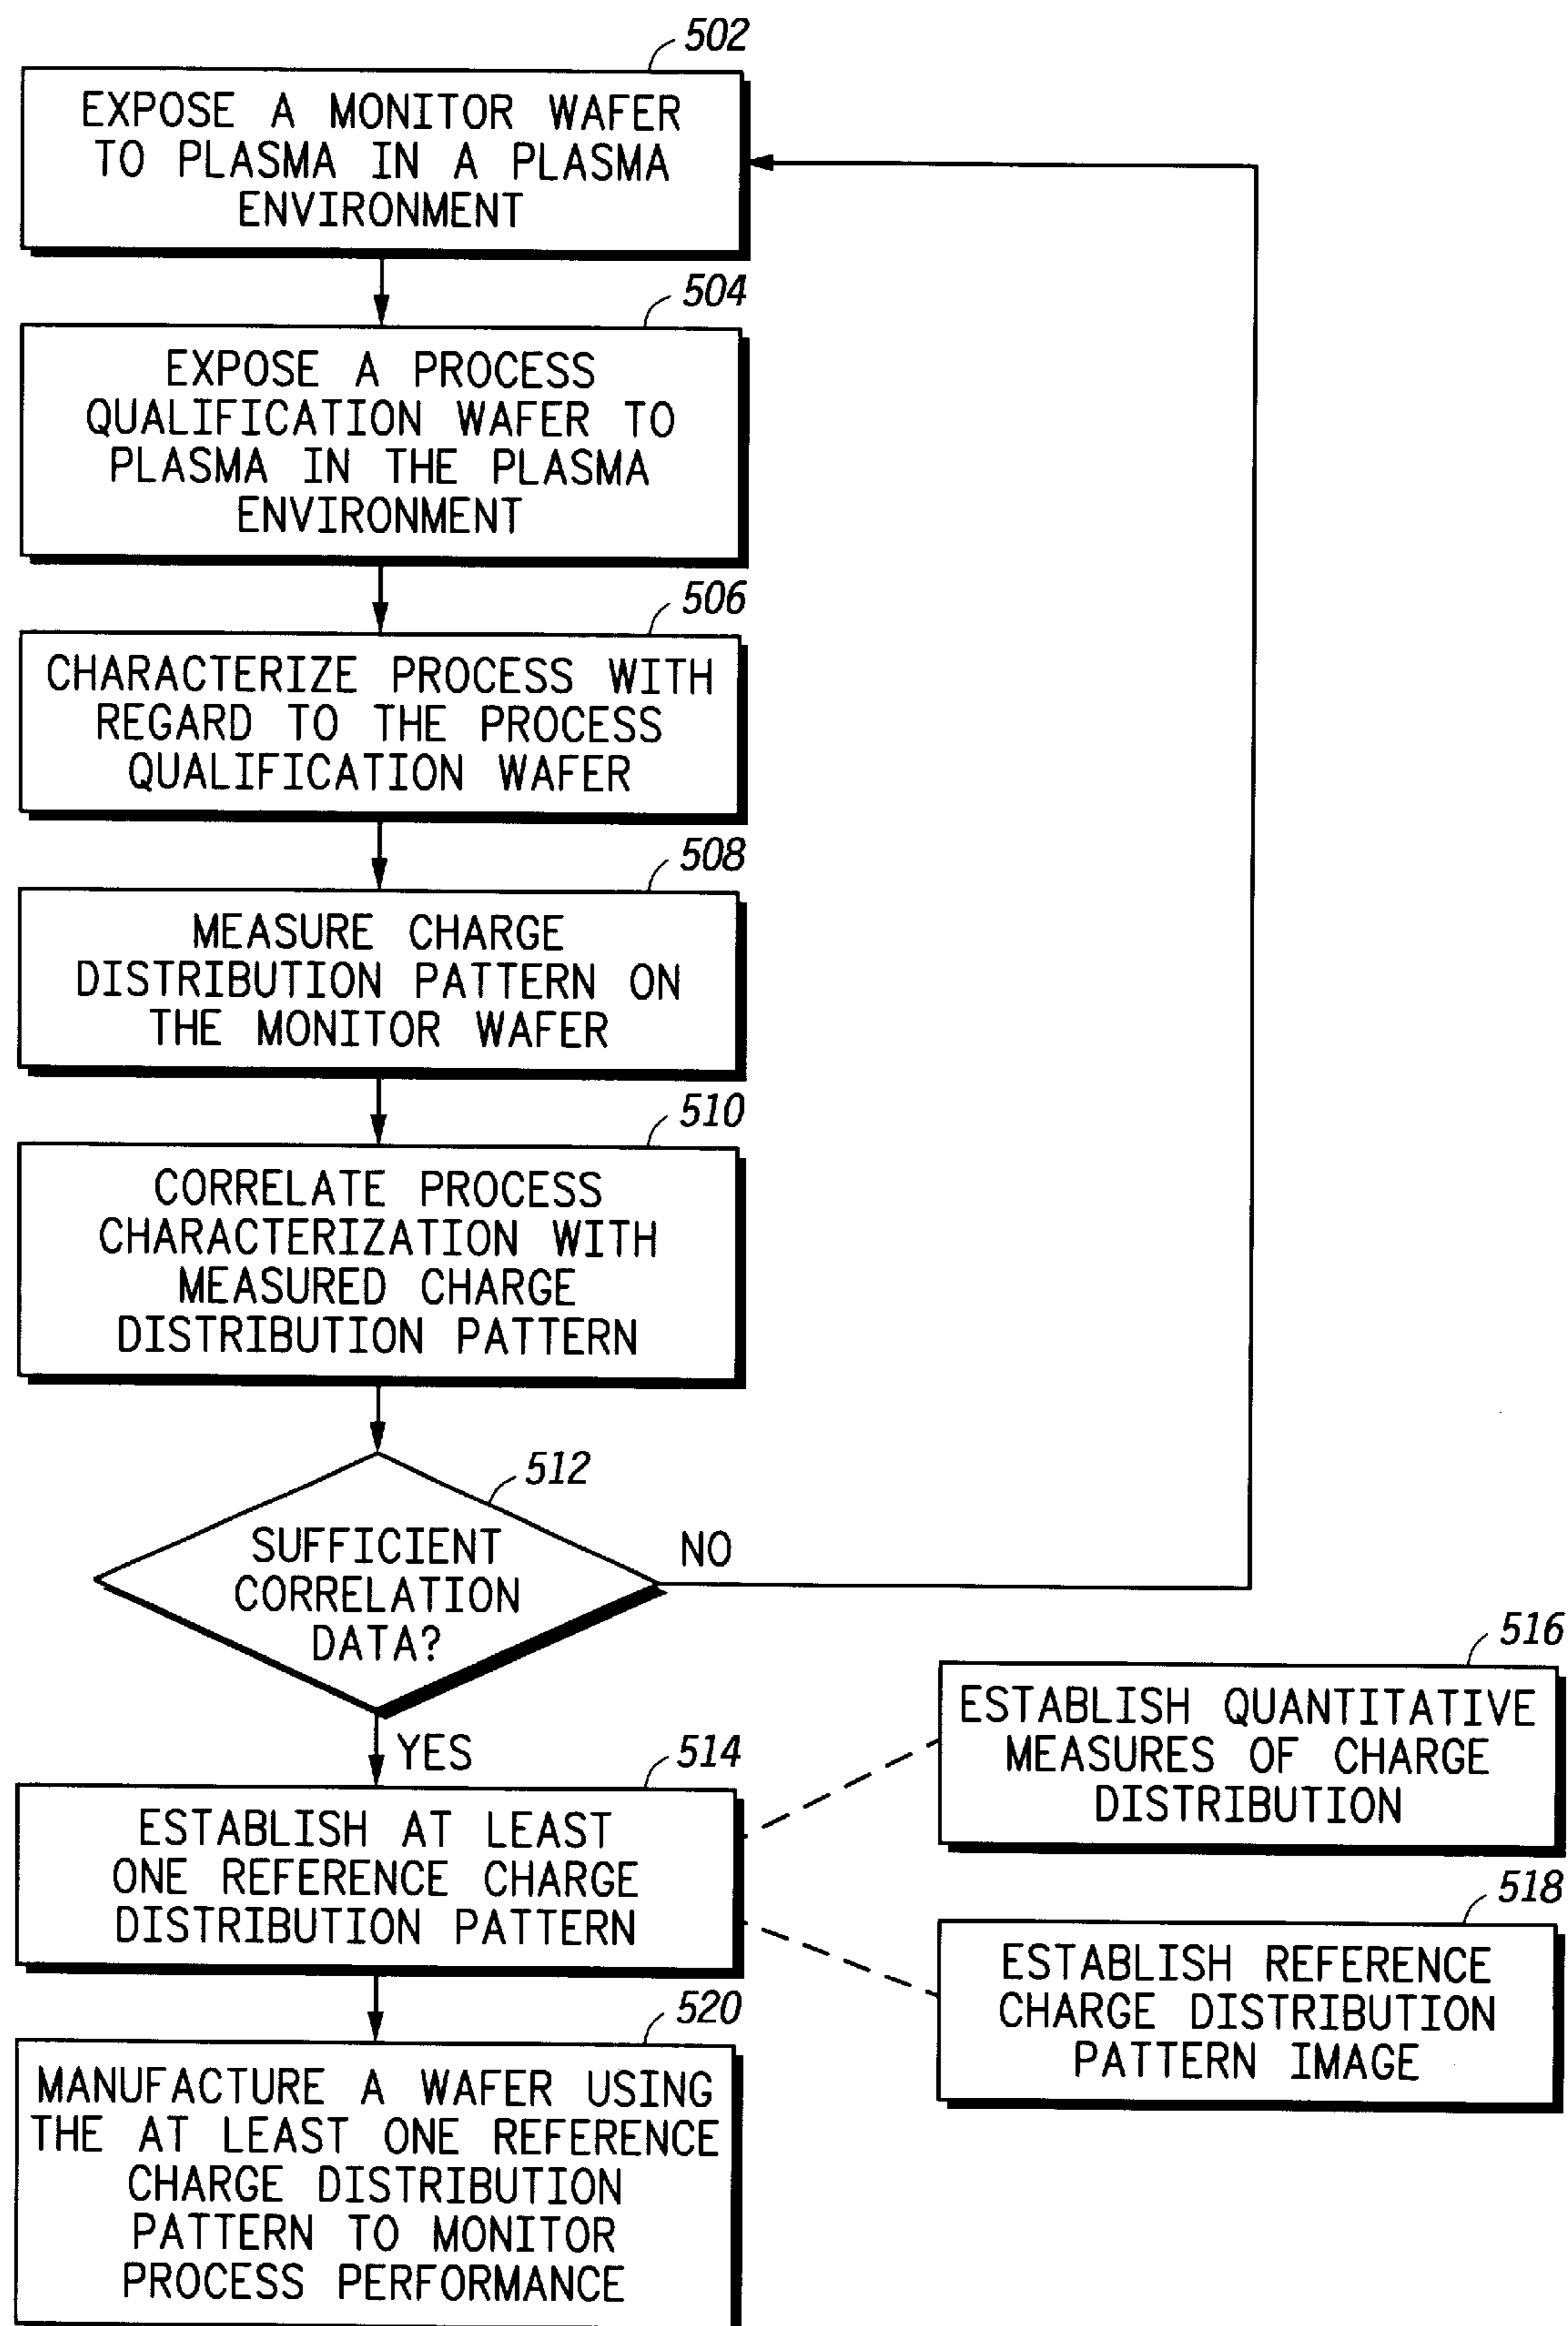 502
EXPOSE A MONITOR WAFER
TO PLASMA IN A PLASMA
ENVIRONMENT
504
EXPOSE A PROCESS
QUALIFICATION WAFER TO
PLASMA IN THE PLASMA
ENVIRONMENT
506
CHARACTERIZE PROCESS WITH
REGARD TO THE PROCESS
QUALIFICATION WAFER
508
MEASURE CHARGE
DISTRIBUTION PATTERN ON
THE MONITOR WAFER
510
CORRELATE PROCESS
CHARACTERIZATION WITH
MEASURED CHARGE
DISTRIBUTION PATTERN
512
SUFFICIENT
CORRELATION
DATA?
NO
YES
514
ESTABLISH AT LEAST
ONE REFERENCE CHARGE
DISTRIBUTION PATTERN
516
ESTABLISH QUANTITATIVE
MEASURES OF CHARGE
DISTRIBUTION
518
ESTABLISH REFERENCE
CHARGE DISTRIBUTION
PATTERN IMAGE
520
MANUFACTURE A WAFER USING
THE AT LEAST ONE REFERENCE
CHARGE DISTRIBUTION
PATTERN TO MONITOR
PROCESS PERFORMANCE